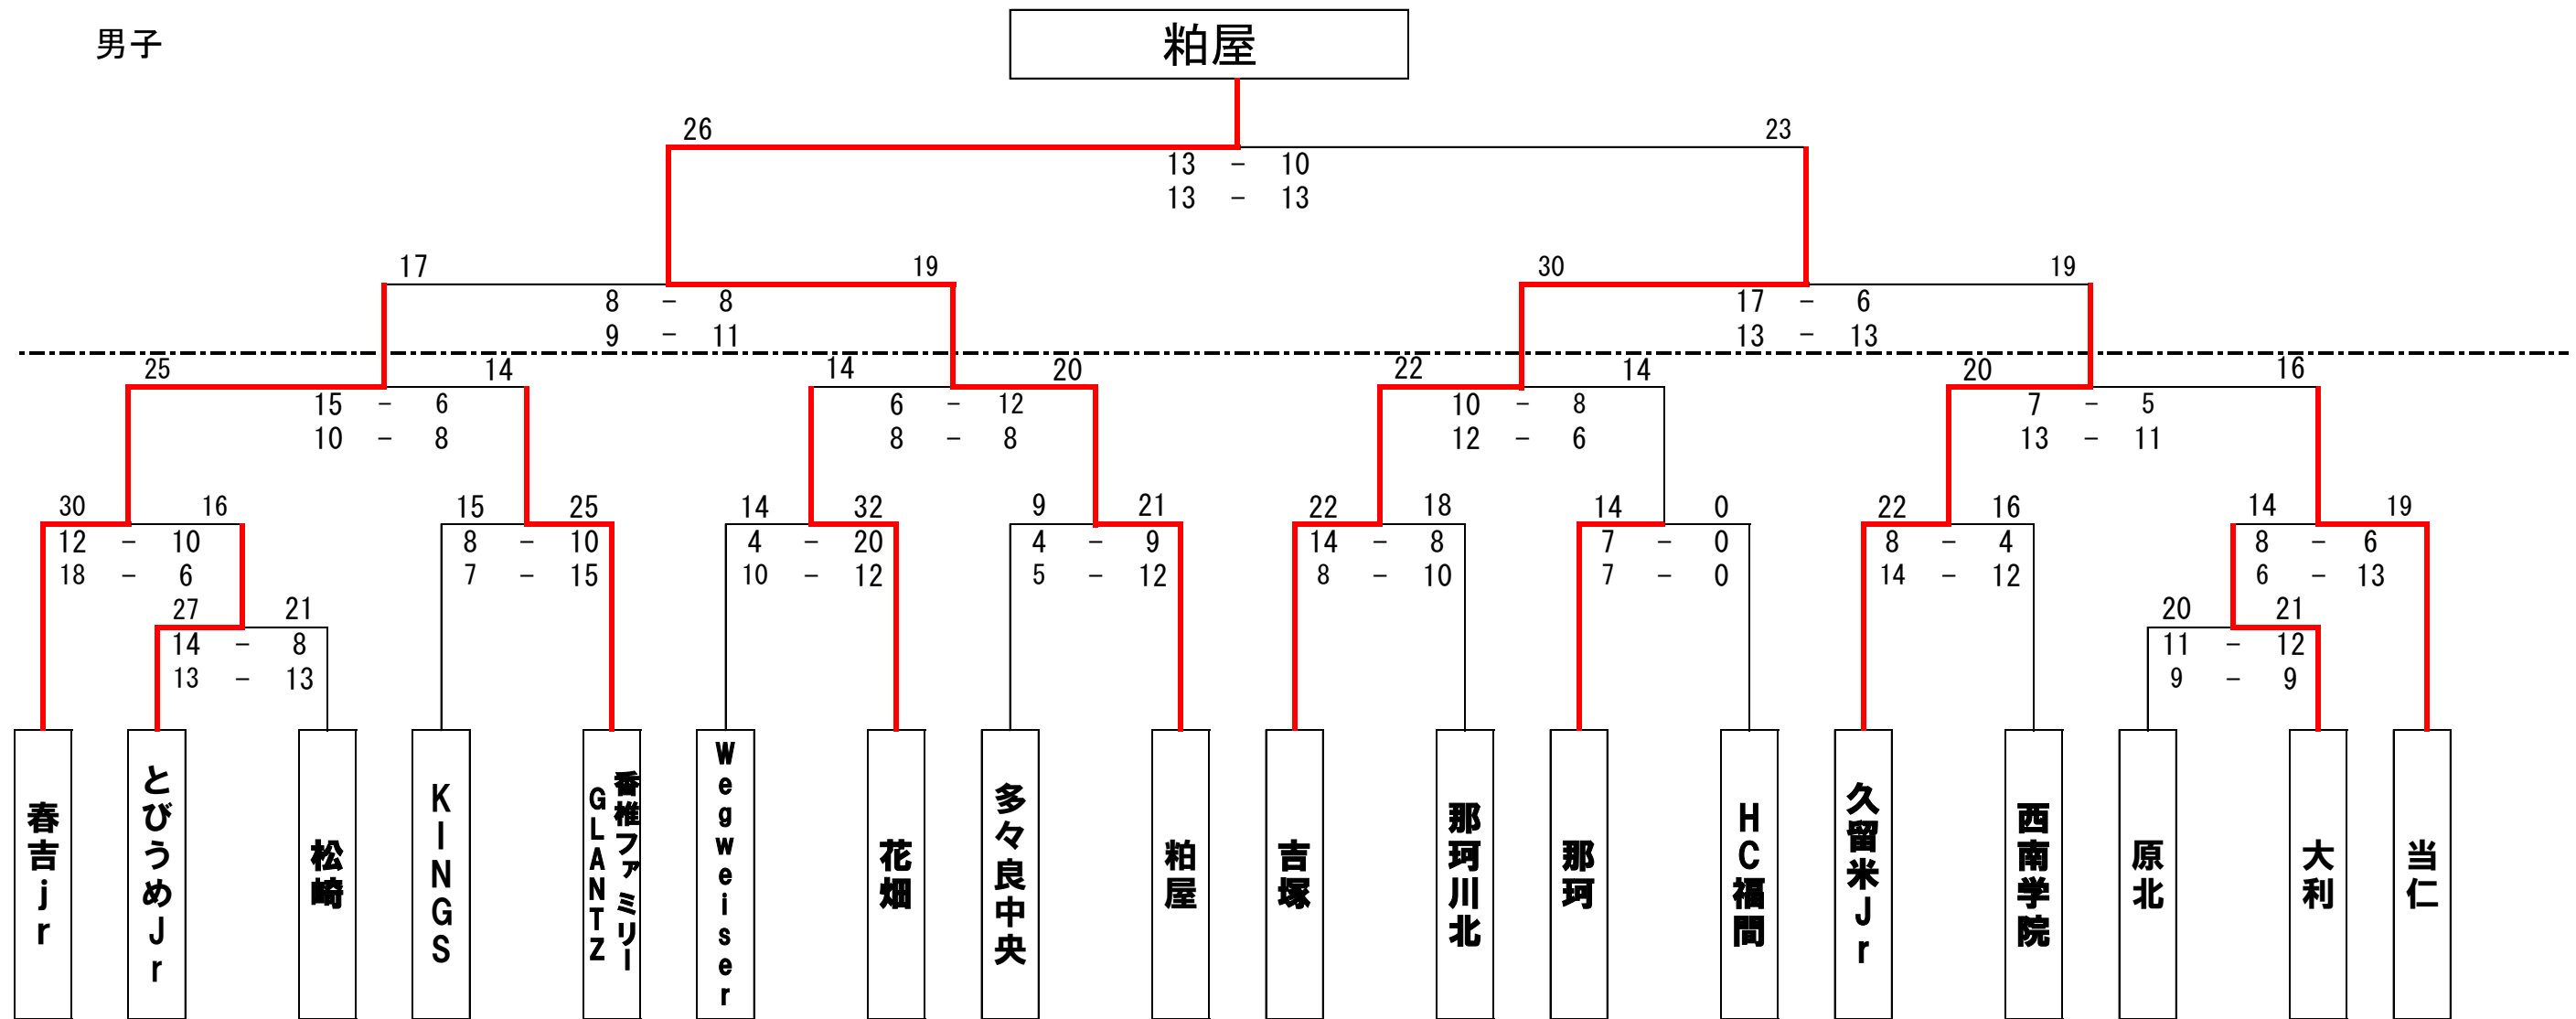 男子
粕屋
26 23
13 － 10
13 － 13
17 19 30 19
8 － 8 17 － 6
9 － 11 13 － 13
25 14 14 20 22 14 20 16
15 － 6 6 － 12 10 － 8 7 － 5
10 － 8 8 － 8 12 － 6 13 － 11
30 16 15 25 14 32 9 21 22 18 14 0 22 16 14 19
12 － 10 8 － 10 4 － 20 4 － 9 14 － 8 7 － 0 8 － 4 8 － 6
18 － 6 7 － 15 10 － 12 5 － 12 8 － 10 7 － 0 14 － 12 6 － 13
27 21 20 21
14 － 8 11 － 12
13 － 13 9 － 9
春吉jr
とびうめJr
松崎
KINGS
香椎ファミリー
GLANTZ
Wegweiser
花畑
多々良中央
粕屋
吉塚
那珂川北
那珂
HC福間
久留米Jr
西南学院
原北
大利
当仁